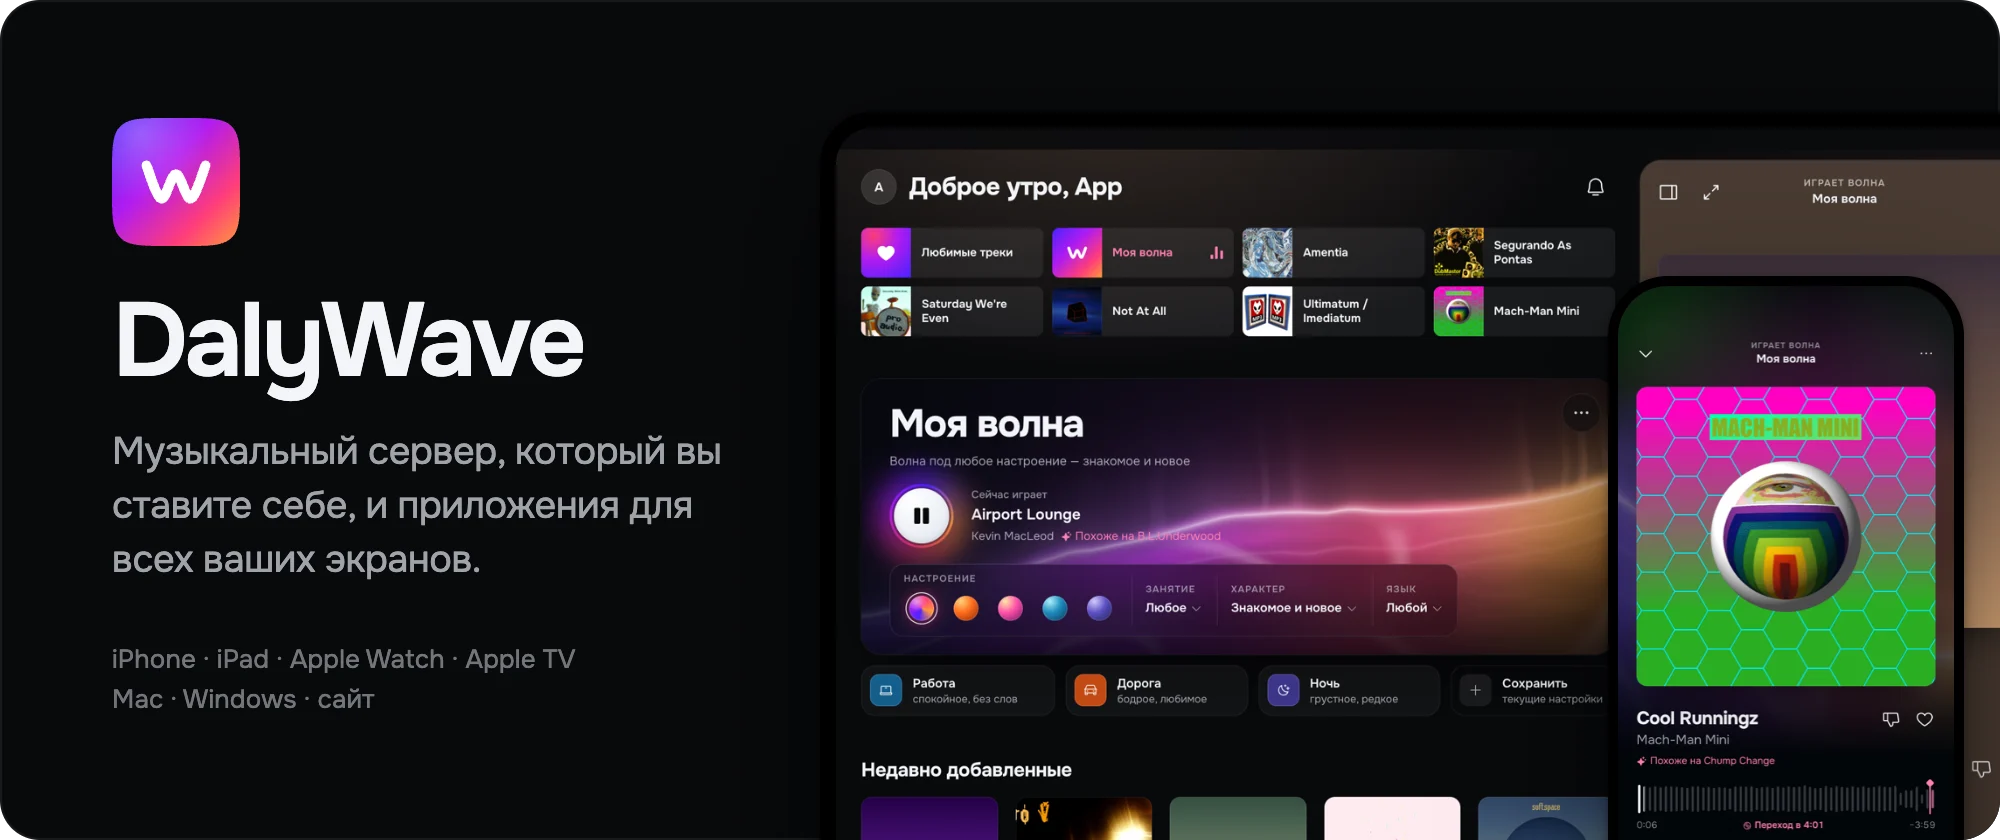 W
DalyWave
Музыкальный сервер, который вы
ставите себе, и приложения для
всех ваших экранов.
iPhone · iPad · Apple Watch · Apple TV
Mac · Windows · сайт
A
Доброе утро, App
Любимые треки
W
Моя волна
Amentia
Segurando As
Pontas
Saturday We're
Even
Not At All
Ultimatum /
Imediatum
Mach-Man Mini
Моя волна
Волна под любое настроение — знакомое и новое
Сейчас играет
Airport Lounge
Kevin MacLeod
Похоже на B.L.Underwood
НАСТРОЕНИЕ
ЗАНЯТИЕ
Любое
ХАРАКТЕР
Знакомое и новое
ЯЗЫК
Любой
Работа
спокойное, без слов
Дорога
бодрое, любимое
Ночь
грустное, редкое
Сохранить
текущие настройки
Недавно добавленные
ИГРАЕТ ВОЛНА
Моя волна
ИГРАЕТ ВОЛНА
Моя волна
MACH-MAN MINI
Cool Runningz
Mach-Man Mini
Похоже на Chump Change
0:06
Переход в 4:01
-3:59